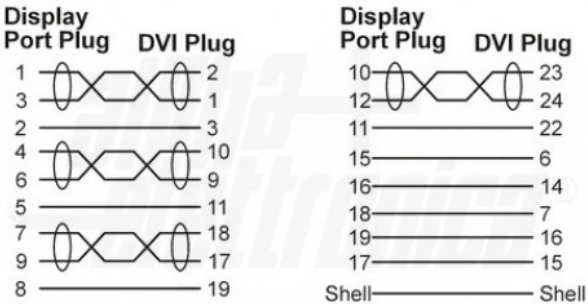 Display
Port Plug DVI Plug
1 2
3 1
2 3
4 10
6 9
5 11
7 18
9 17
8 19
Display
Port Plug DVI Plug
10 23
12 24
11 22
15 6
16 14
18 7
19 16
17 15
Shell Shell
alpha
elettronica
®